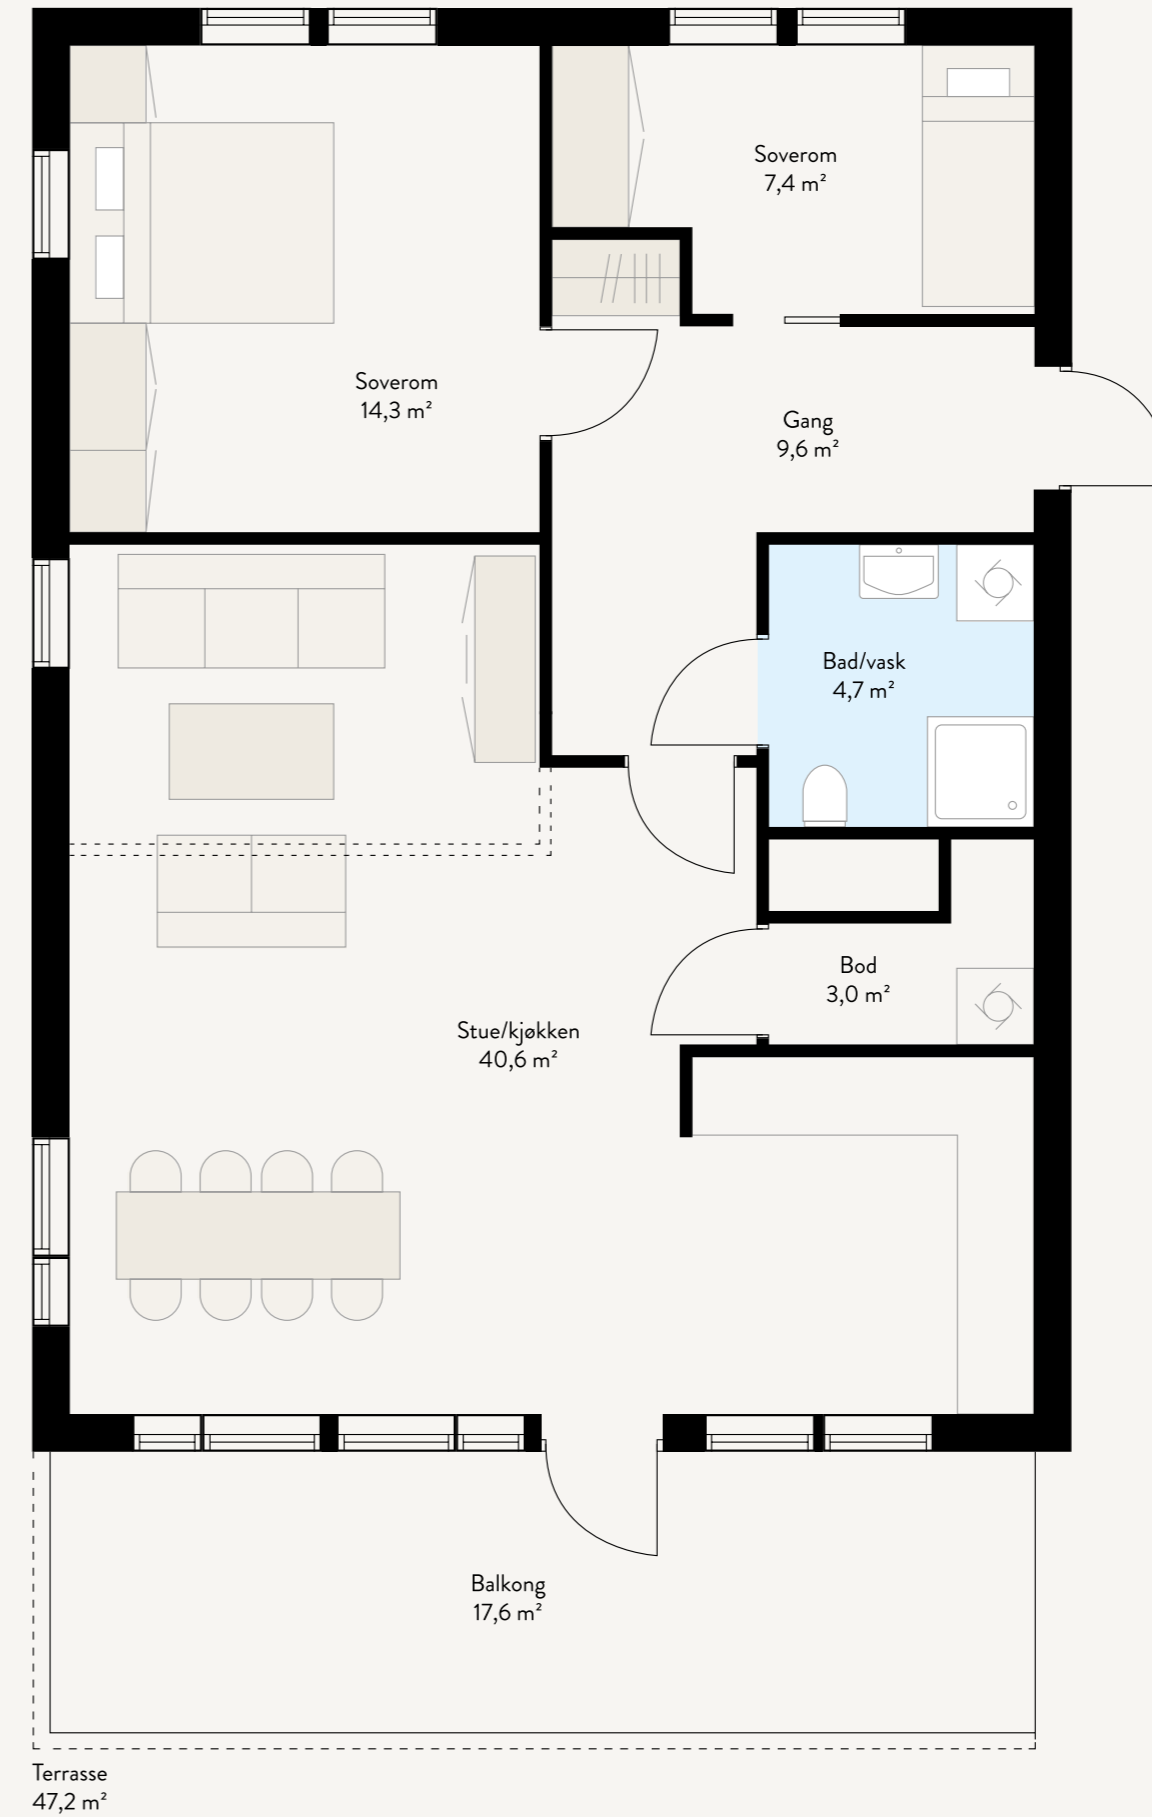 Soverom
7,4 m²
Soverom
14,3 m²
Gang
9,6 m²
Bad/vask
4,7 m²
Bod
3,0 m²
Stue/kjøkken
40,6 m²
Balkong
17,6 m²
Terrasse
47,2 m²